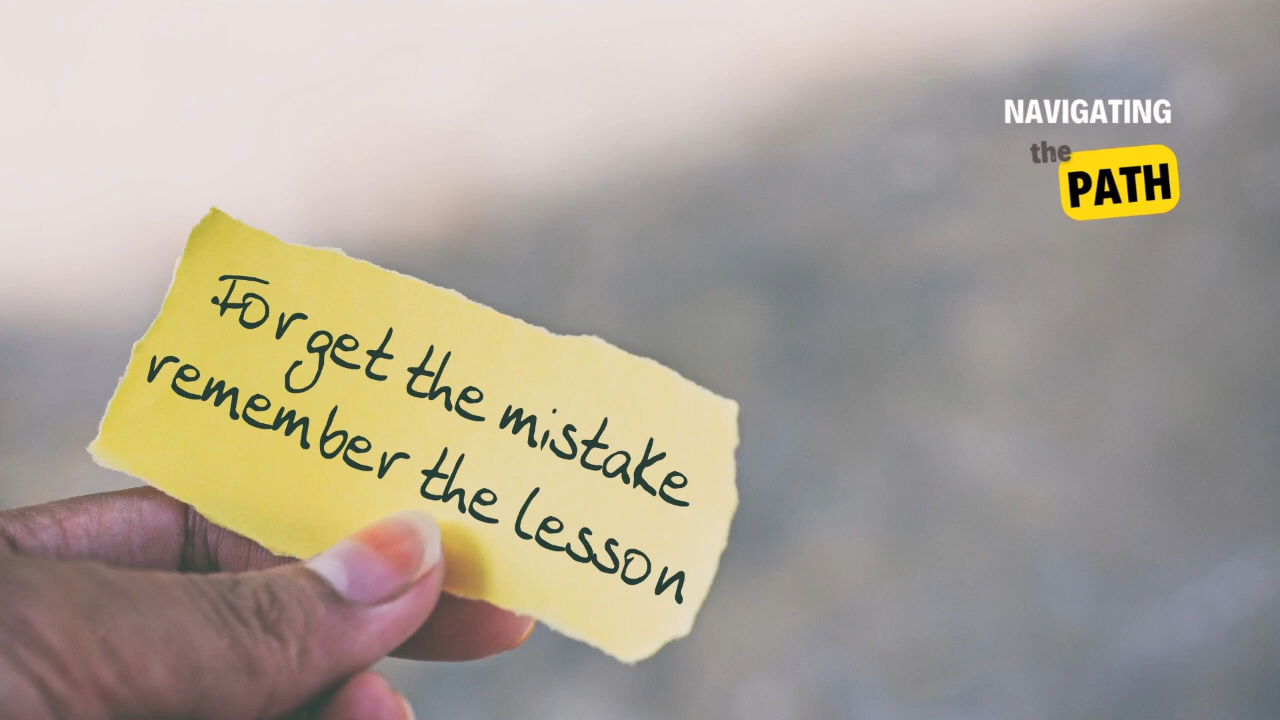 Forget the mistake
remember the lesson
NAVIGATING
the
PATH